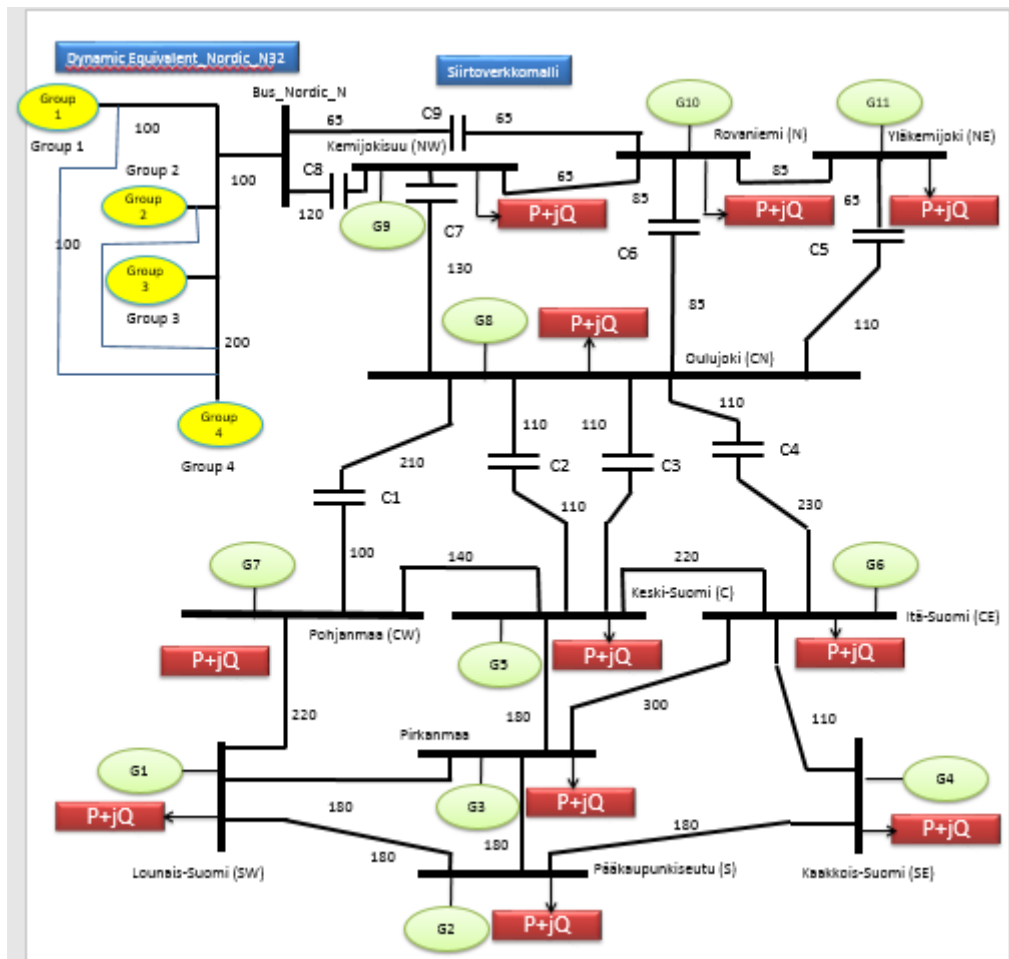 Dynamic Equivalent_Nordic_N32
Siirtoverkkomalli
Group
1
Group 1
100
Bus_Nordic_N
C9
65
65
Kemijokisuu (NW)
G10
G11
Rovaniemi (N)
Yläkemijoki (NE)
Group 2
100
C8
120
65
85
85
65
Group
2
G9
C7
P+jQ
P+jQ
P+jQ
C6
C5
100
Group
3
130
Group 3
85
110
G8
P+jQ
200
Oulujoki (CN)
Group
4
Group 4
110
110
110
210
C2
C3
C4
C1
110
230
100
G7
140
220
G6
Keski-Suomi (C)
Itä-Suomi (CE)
Pohjanmaa (CW)
P+jQ
G5
P+jQ
P+jQ
220
180
300
110
Pirkanmaa
G1
G3
G4
P+jQ
180
P+jQ
180
180
P+jQ
180
Lounais-Suomi (SW)
Pääkaupunkiseutu (S)
Kaakkois-Suomi (SE)
G2
P+jQ